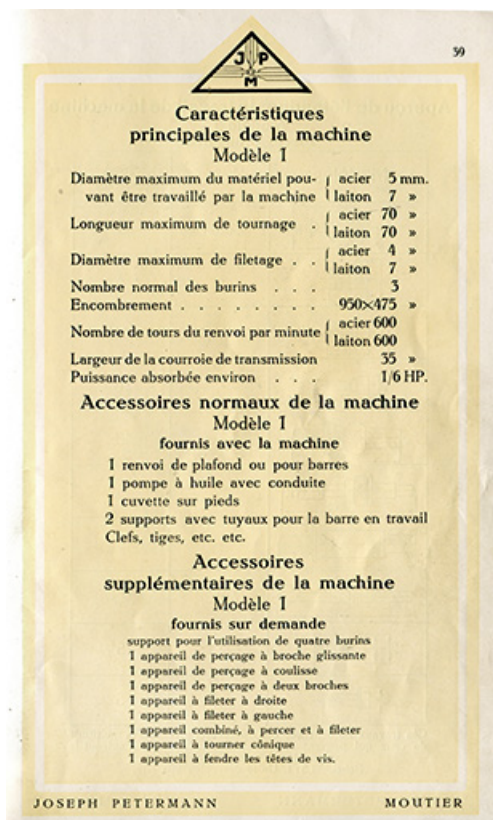 39
J P
M
Caractéristiques
principales de la machine
Modèle 1
Diamètre maximum du matériel pou- acier 5 mm.
vant être travaillé par la machine laiton 7 »
Longueur maximum de tournage . acier 70 »
laiton 70 »
Diamètre maximum de filetage . . acier 4 »
laiton 7 »
Nombre normal des burins . . . 3
Encombrement . . . . . . . . 950×475 »
Nombre de tours du renvoi par minute acier 600
laiton 600
Largeur de la courroie de transmission 35 »
Puissance absorbée environ . . . 1/6 HP.
Accessoires normaux de la machine
Modèle 1
fournis avec la machine
1 renvoi de plafond ou pour barres
1 pompe à huile avec conduite
1 cuvette sur pieds
2 supports avec tuyaux pour la barre en travail
Clefs, tiges, etc. etc.
Accessoires
supplémentaires de la machine
Modèle 1
fournis sur demande
support pour l'utilisation de quatre burins
1 appareil de perçage à broche glissante
1 appareil de perçage à coulisse
1 appareil de perçage à deux broches
1 appareil à fileter à droite
1 appareil à fileter à gauche
1 appareil combiné, à percer et à fileter
1 appareil à tourner cônique
1 appareil à fendre les têtes de vis.
JOSEPH PETERMANN MOUTIER